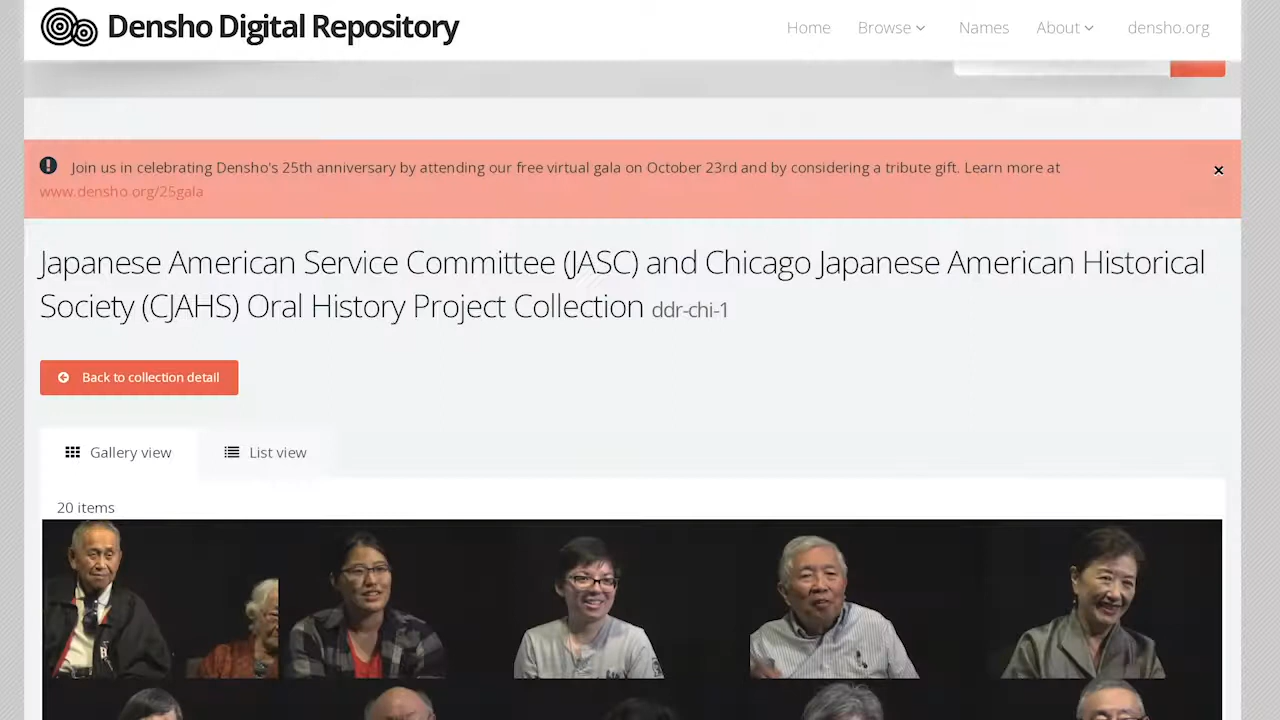 Densho Digital Repository
Home Browse Names About densho.org
Join us in celebrating Densho's 25th anniversary by attending our free virtual gala on October 23rd and by considering a tribute gift. Learn more at
www.densho.org/25gala
Japanese American Service Committee (JASC) and Chicago Japanese American Historical
Society (CJAHS) Oral History Project Collection ddr-chi-1
Back to collection detail
Gallery view List view
20 items